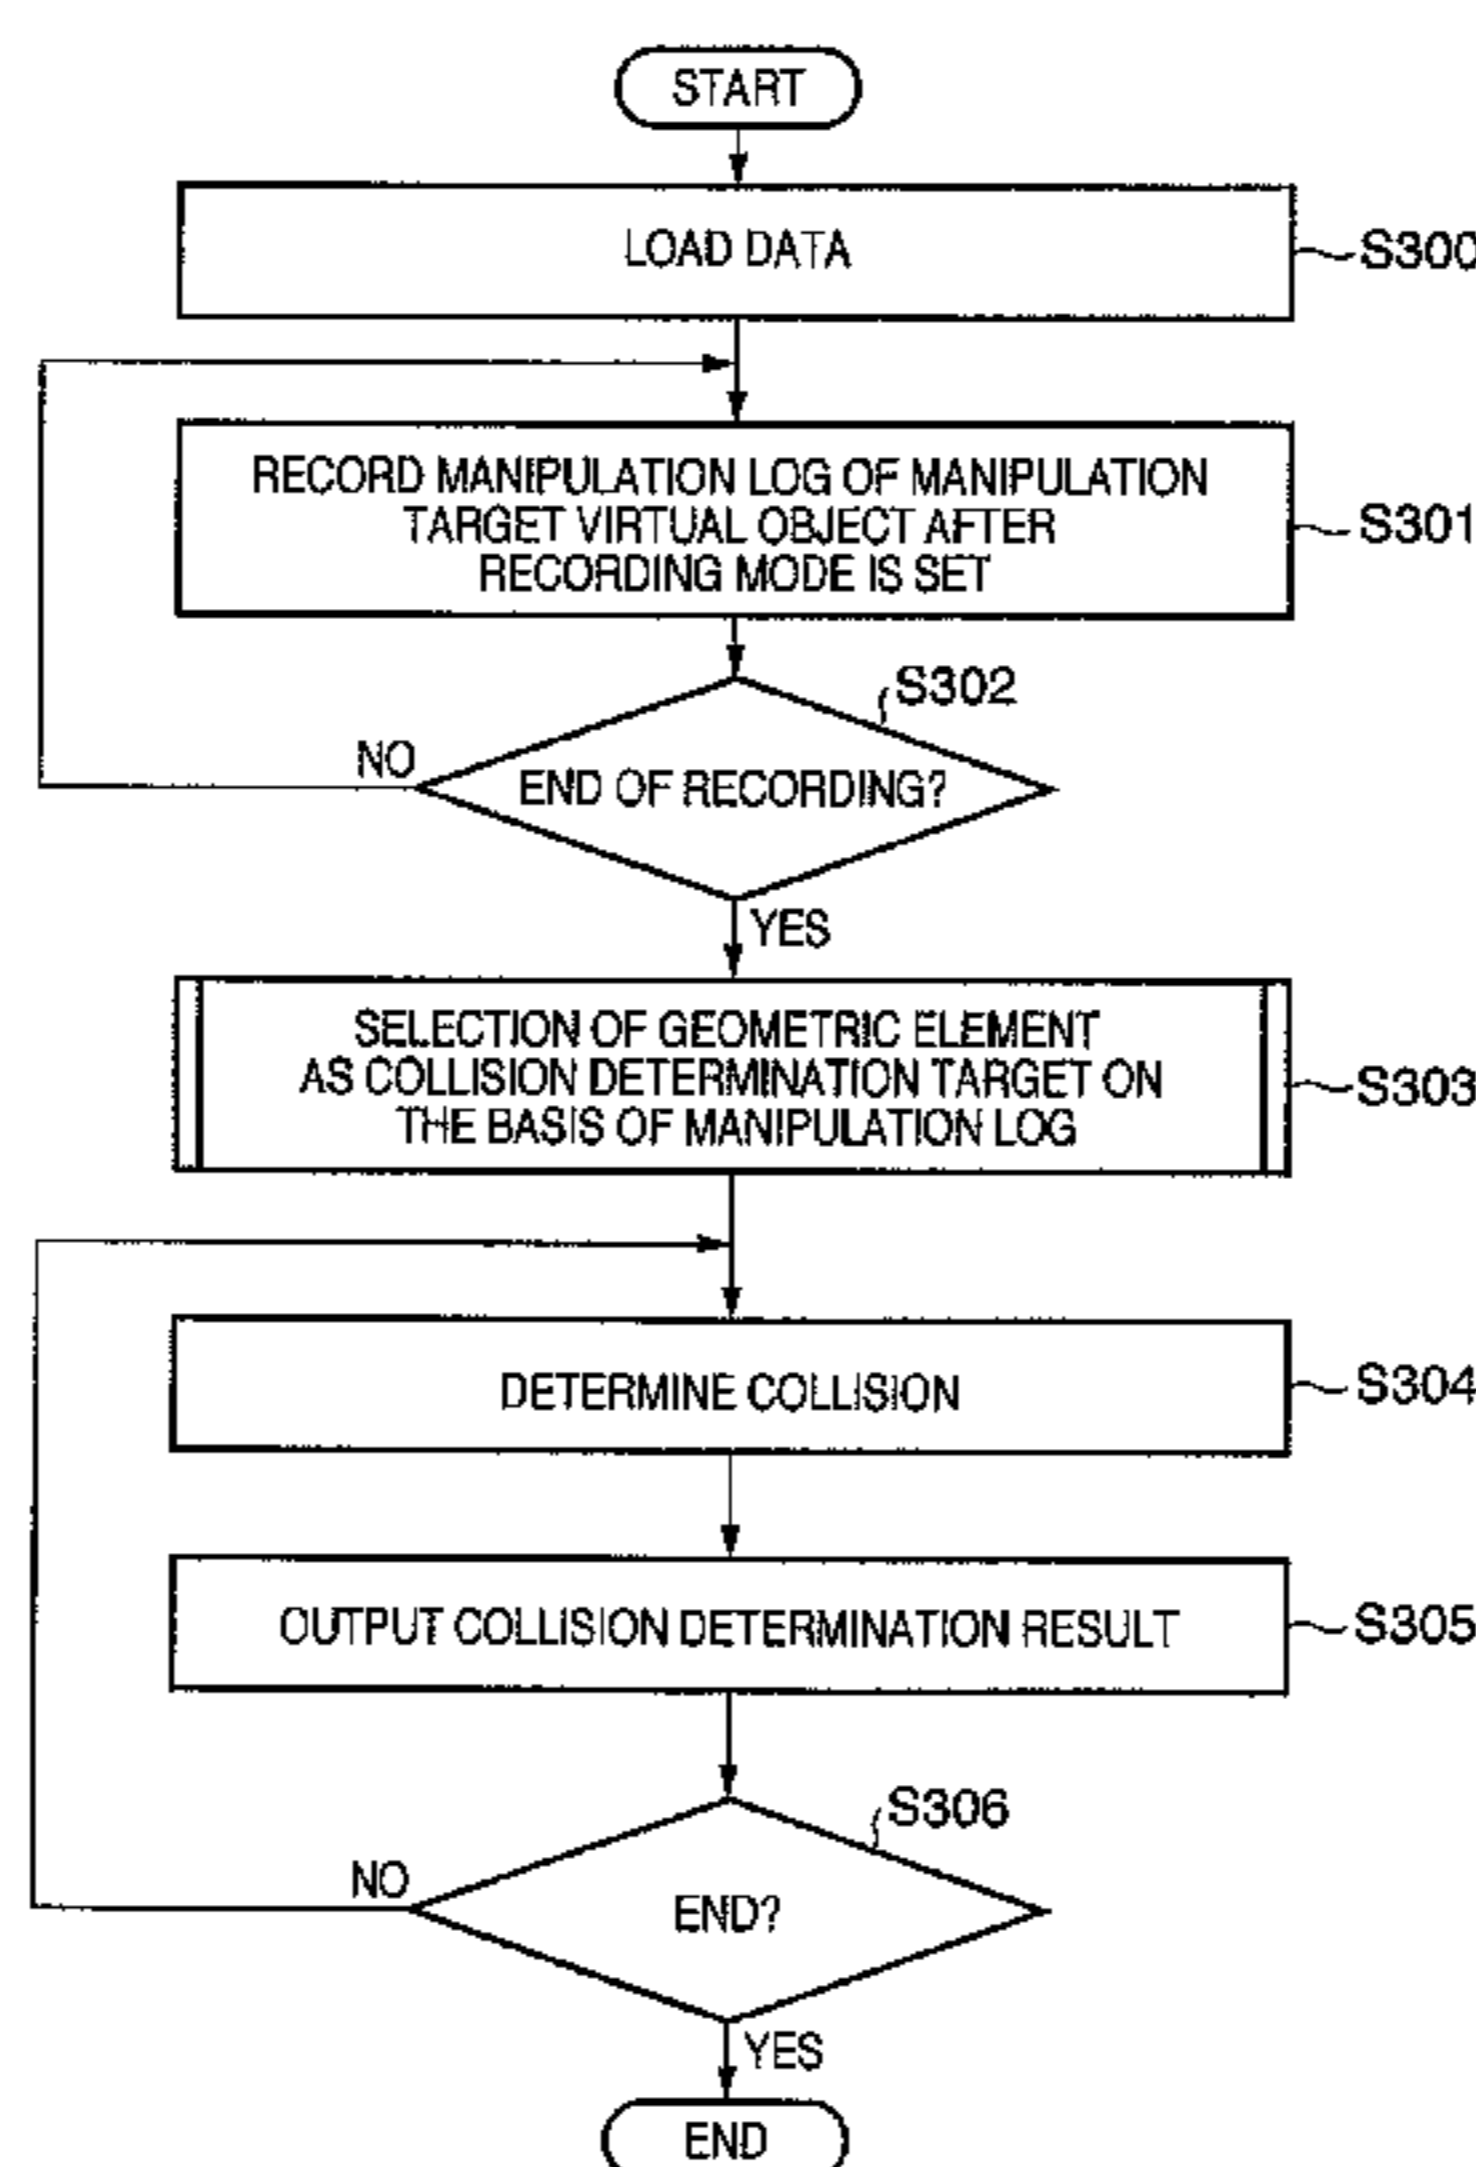 START
LOAD DATA
S300
RECORD MANIPULATION LOG OF MANIPULATION
TARGET VIRTUAL OBJECT AFTER
RECORDING MODE IS SET
S301
S302
NO
END OF RECORDING?
YES
SELECTION OF GEOMETRIC ELEMENT
AS COLLISION DETERMINATION TARGET ON
THE BASIS OF MANIPULATION LOG
S303
DETERMINE COLLISION
S304
OUTPUT COLLISION DETERMINATION RESULT
S305
S306
NO
END?
YES
END